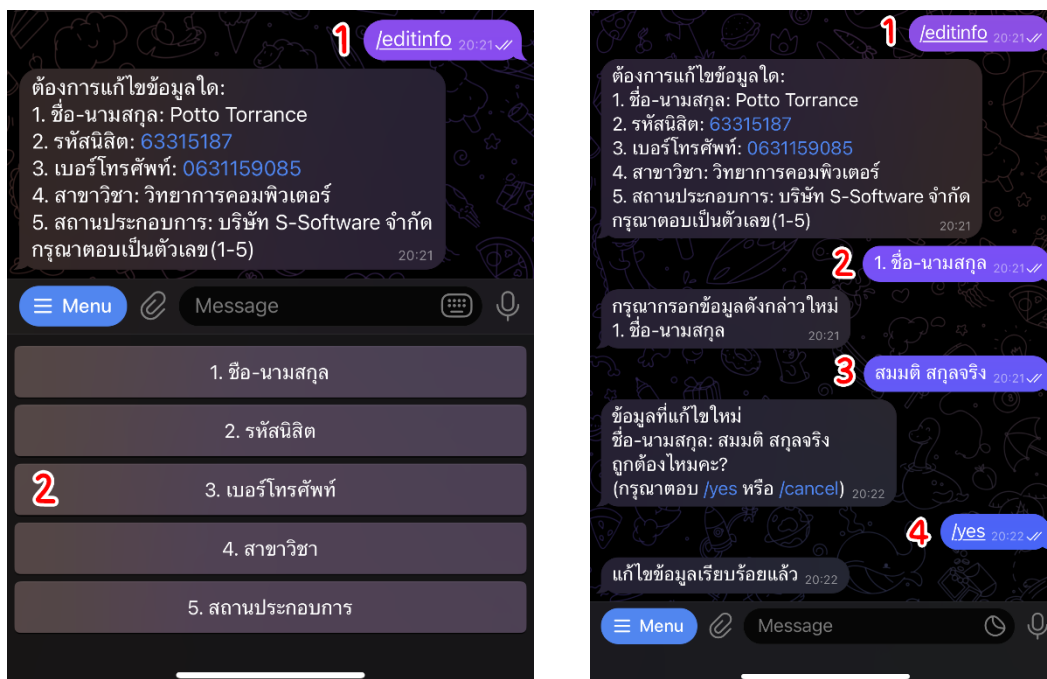 1 /editinfo 20:21
ต้องการแก้ไขข้อมูลใด:
1. ชื่อ-นามสกุล: Potto Torrance
2. รหัสนิสิต: 63315187
3. เบอร์โทรศัพท์: 0631159085
4. สาขาวิชา: วิทยาการคอมพิวเตอร์
5. สถานประกอบการ: บริษัท S-Software จำกัด
กรุณาตอบเป็นตัวเลข(1-5) 20:21
Menu Message
1. ชื่อ-นามสกุล
2. รหัสนิสิต
2 3. เบอร์โทรศัพท์
4. สาขาวิชา
5. สถานประกอบการ
1 /editinfo 20:21
ต้องการแก้ไขข้อมูลใด:
1. ชื่อ-นามสกุล: Potto Torrance
2. รหัสนิสิต: 63315187
3. เบอร์โทรศัพท์: 0631159085
4. สาขาวิชา: วิทยาการคอมพิวเตอร์
5. สถานประกอบการ: บริษัท S-Software จำกัด
กรุณาตอบเป็นตัวเลข(1-5) 20:21
2 1. ชื่อ-นามสกุล 20:21
กรุณากรอกข้อมูลดังกล่าวใหม่
1. ชื่อ-นามสกุล 20:21
3 สมมติ สกุลจริง 20:21
ข้อมูลที่แก้ไขใหม่
ชื่อ-นามสกุล: สมมติ สกุลจริง
ถูกต้องไหมคะ?
(กรุณาตอบ /yes หรือ /cancel) 20:22
4 /yes 20:22
แก้ไขข้อมูลเรียบร้อยแล้ว 20:22
Menu Message